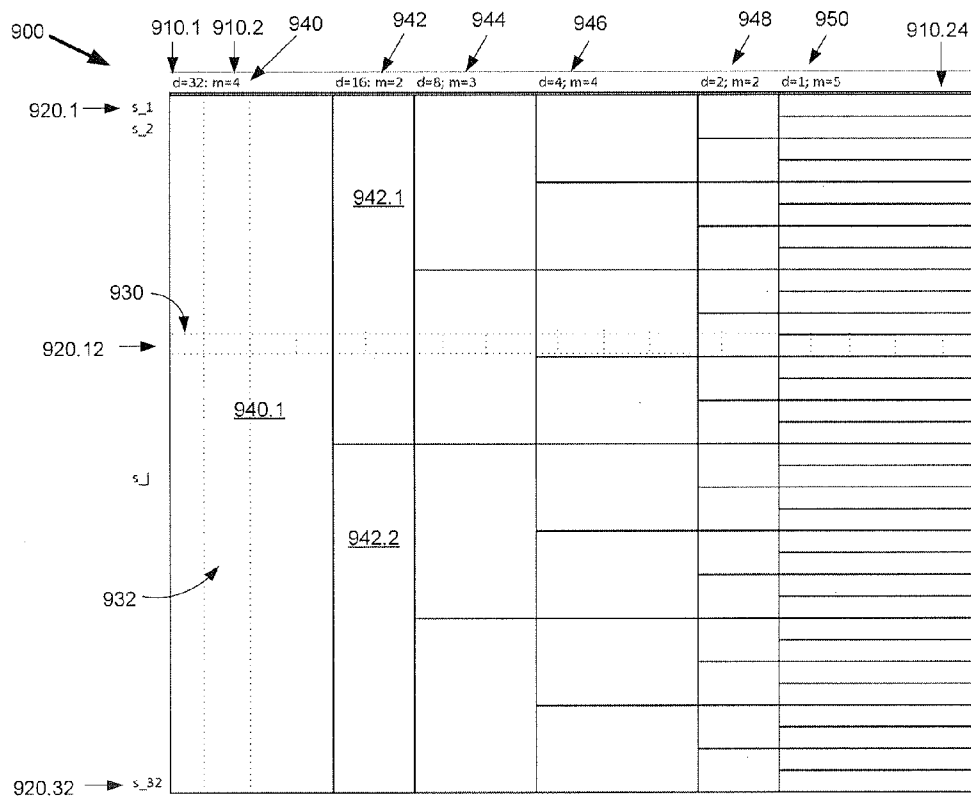 900
910.1
910.2
940
942
944
946
948
950
910.24
d=32: m=4
d=16: m=2
d=8; m=3
d=4; m=4
d=2; m=2
d=1; m=5
920.1
s_1
s_2
942.1
930
920.12
940.1
s_j
942.2
932
920.32
s_32